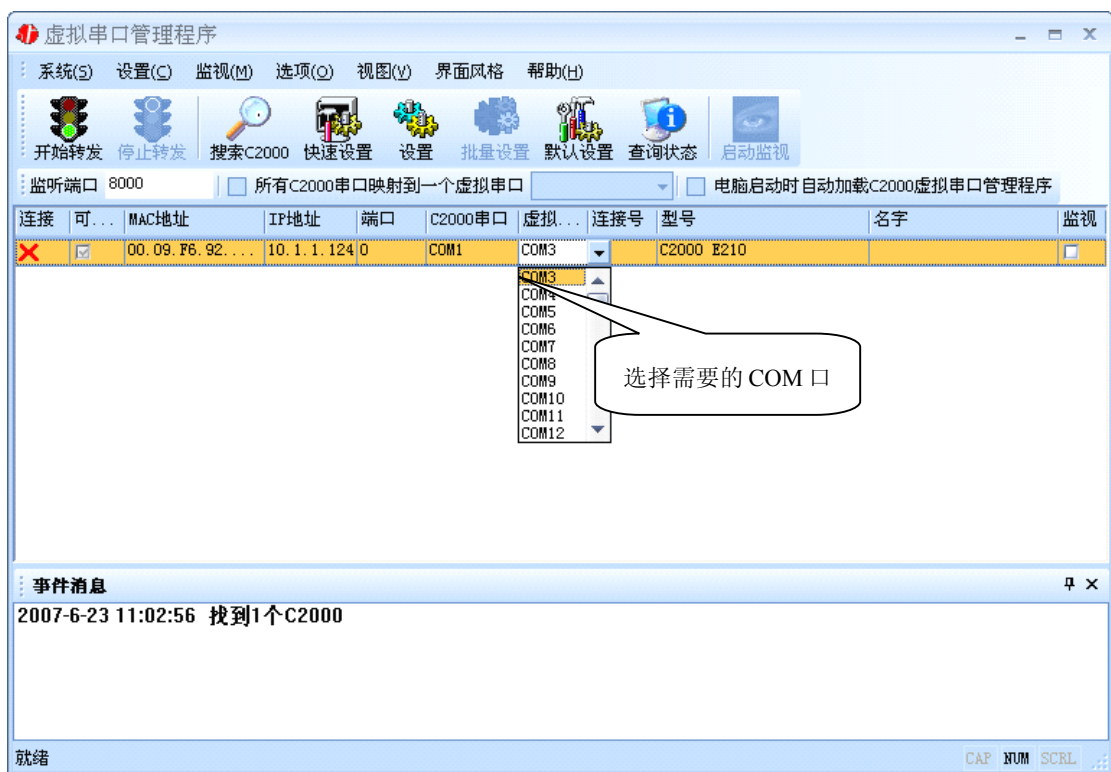 虚拟串口管理程序
系统(S) 设置(C) 监视(M) 选项(O) 视图(V) 界面风格 帮助(H)
开始转发 停止转发 搜索C2000 快速设置 设置 批量设置 默认设置 查询状态 启动监视
监听端口 8000 所有C2000串口映射到一个虚拟串口 电脑启动时自动加载C2000虚拟串口管理程序
连接 可... MAC地址 IP地址 端口 C2000串口 虚拟... 连接号 型号 名字 监视
00.09.F6.92.... 10.1.1.124 0 COM1 COM3 C2000 E210
COM3
COM4
COM5
COM6
COM7
COM8
COM9
COM10
COM11
COM12
选择需要的 COM 口
事件消息
2007-6-23 11:02:56 找到1个C2000
就绪 CAP NUM SCRL